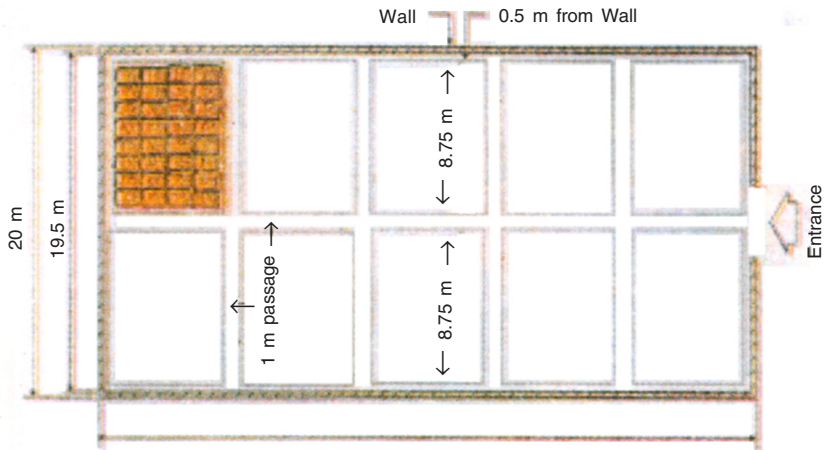 Wall
0.5 m from Wall
20 m
19.5 m
8.75 m
1 m passage
8.75 m
Entrance